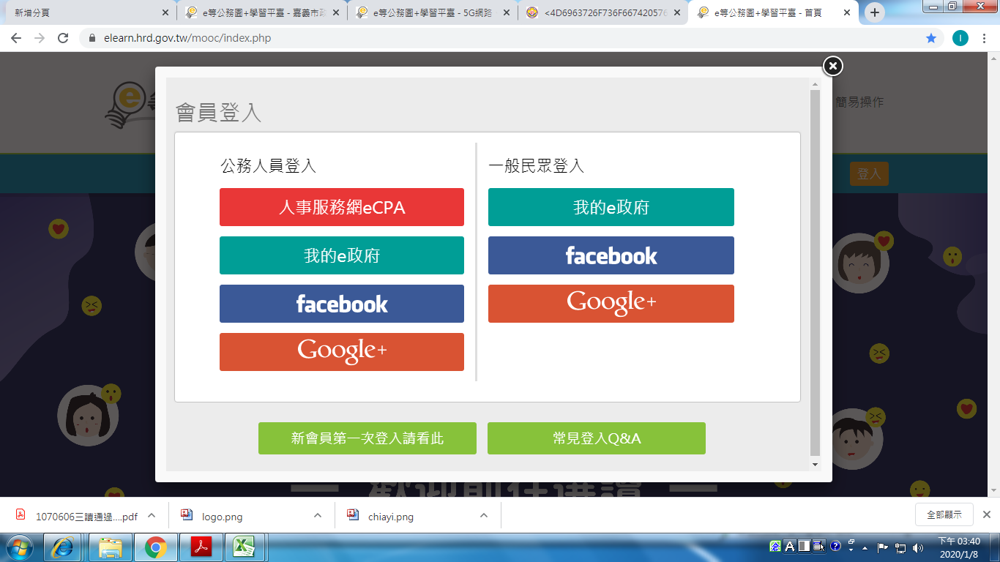 新增分頁
e等公務園+學習平臺 - 嘉義市政
e等公務園+學習平臺 - 5G網路
<4D6963726F736F667420576
e等公務園+學習平臺 - 首頁
elearn.hrd.gov.tw/mooc/index.php
簡易操作
登入
會員登入
公務人員登入
人事服務網eCPA
我的e政府
facebook
Google+
一般民眾登入
我的e政府
facebook
Google+
新會員第一次登入請看此
常見登入Q&A
1070606三讀通過....pdf
logo.png
chiayi.png
全部顯示
下午 03:40
2020/1/8